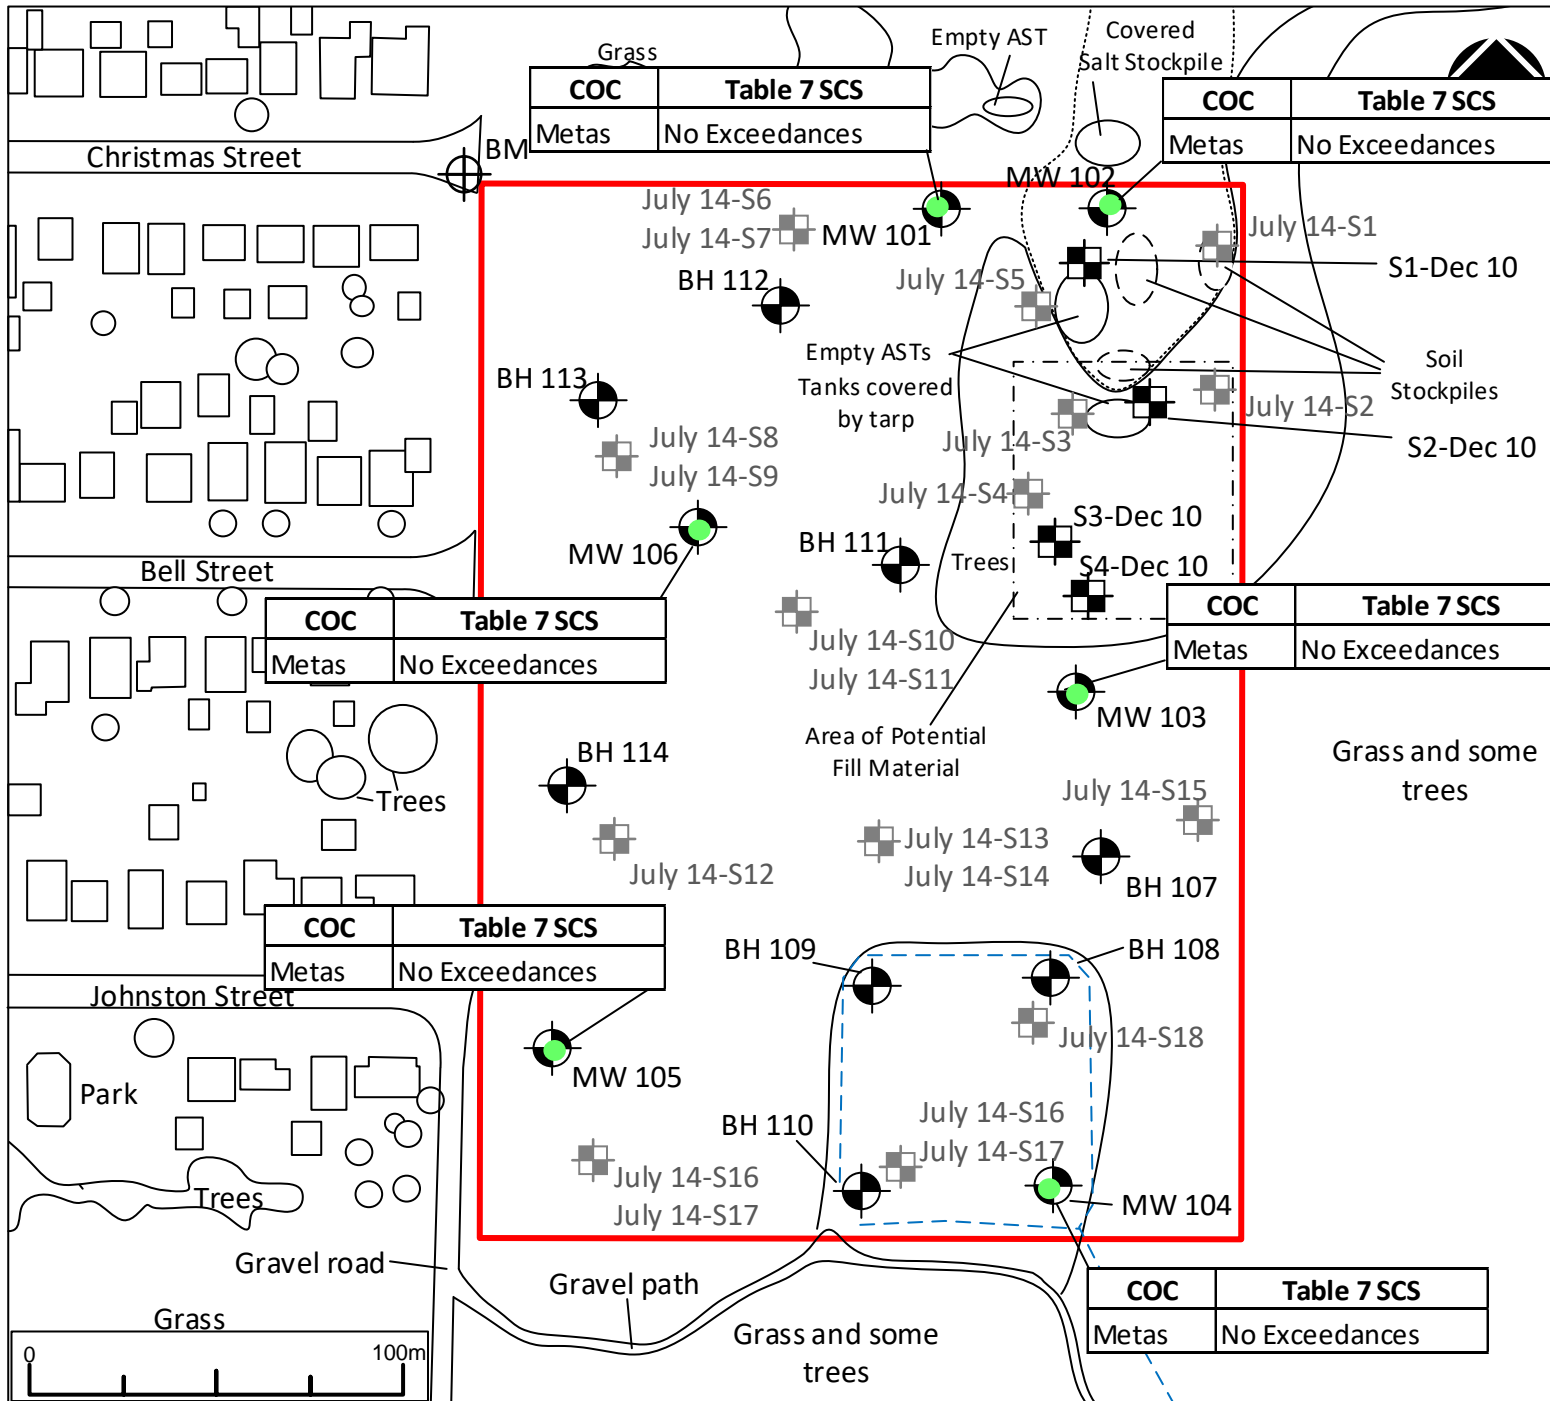 Grass
Empty AST
Covered
Salt Stockpile
COC Table 7 SCS
Metas No Exceedances
COC Table 7 SCS
Metas No Exceedances
Christmas Street
BM
MW 102
July 14-S6
July 14-S7
MW 101
July 14-S1
S1-Dec 10
BH 112
July 14-S5
Empty ASTs
Tanks covered
by tarp
Soil
Stockpiles
BH 113
July 14-S2
July 14-S3
S2-Dec 10
July 14-S8
July 14-S9
July 14-S4
S3-Dec 10
MW 106
BH 111
Trees
S4-Dec 10
Bell Street
COC Table 7 SCS
Metas No Exceedances
COC Table 7 SCS
Metas No Exceedances
July 14-S10
July 14-S11
MW 103
Area of Potential
Fill Material
Grass and some
trees
BH 114
Trees
July 14-S15
July 14-S13
July 14-S14
July 14-S12
BH 107
COC Table 7 SCS
Metas No Exceedances
BH 109
BH 108
Johnston Street
July 14-S18
MW 105
Park
BH 110
July 14-S16
July 14-S17
July 14-S16
July 14-S17
Trees
MW 104
Gravel road
Gravel path
COC Table 7 SCS
Metas No Exceedances
Grass
Grass and some
trees
0 100m